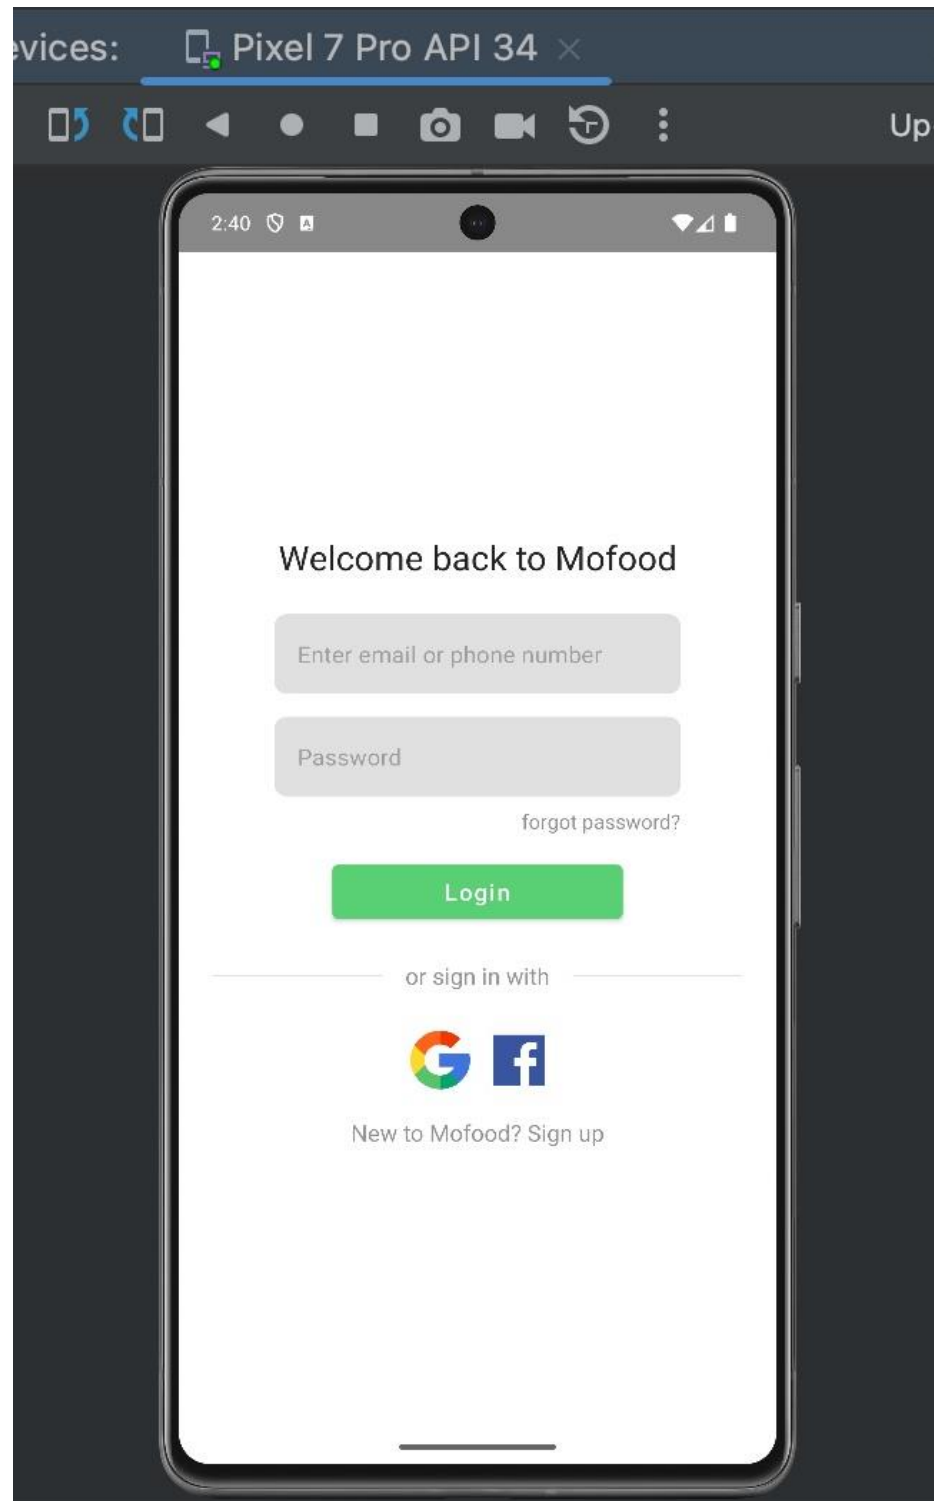 evices: Pixel 7 Pro API 34
Up
2:40
Welcome back to Mofood
Enter email or phone number
Password
forgot password?
Login
or sign in with
New to Mofood? Sign up